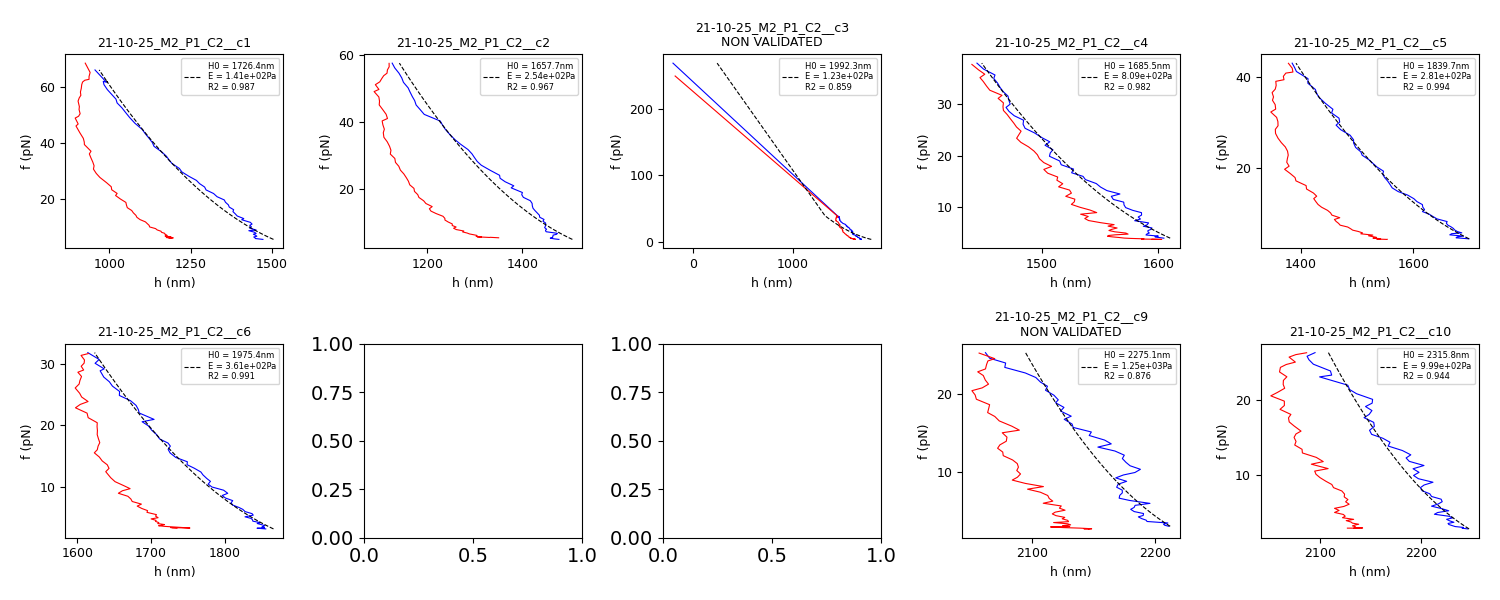 21-10-25_M2_P1_C2__c1
H0 = 1726.4nm
E = 1.41e+02Pa
R2 = 0.987
f (pN)
60
40
20
1000
1250
1500
h (nm)
21-10-25_M2_P1_C2__c2
H0 = 1657.7nm
E = 2.54e+02Pa
R2 = 0.967
f (pN)
60
40
20
1200
1400
h (nm)
21-10-25_M2_P1_C2__c3
NON VALIDATED
H0 = 1992.3nm
E = 1.23e+02Pa
R2 = 0.859
f (pN)
200
100
0
0
1000
h (nm)
21-10-25_M2_P1_C2__c4
H0 = 1685.5nm
E = 8.09e+02Pa
R2 = 0.982
f (pN)
30
20
10
1500
1600
h (nm)
21-10-25_M2_P1_C2__c5
H0 = 1839.7nm
E = 2.81e+02Pa
R2 = 0.994
f (pN)
40
20
1400
1600
h (nm)
21-10-25_M2_P1_C2__c6
H0 = 1975.4nm
E = 3.61e+02Pa
R2 = 0.991
f (pN)
30
20
10
1600
1700
1800
h (nm)
1.00
0.75
0.50
0.25
0.00
0.0
0.5
1.0
1.00
0.75
0.50
0.25
0.00
0.0
0.5
1.0
21-10-25_M2_P1_C2__c9
NON VALIDATED
H0 = 2275.1nm
E = 1.25e+03Pa
R2 = 0.876
f (pN)
20
10
2100
2200
h (nm)
21-10-25_M2_P1_C2__c10
H0 = 2315.8nm
E = 9.99e+02Pa
R2 = 0.944
f (pN)
20
10
2100
2200
h (nm)